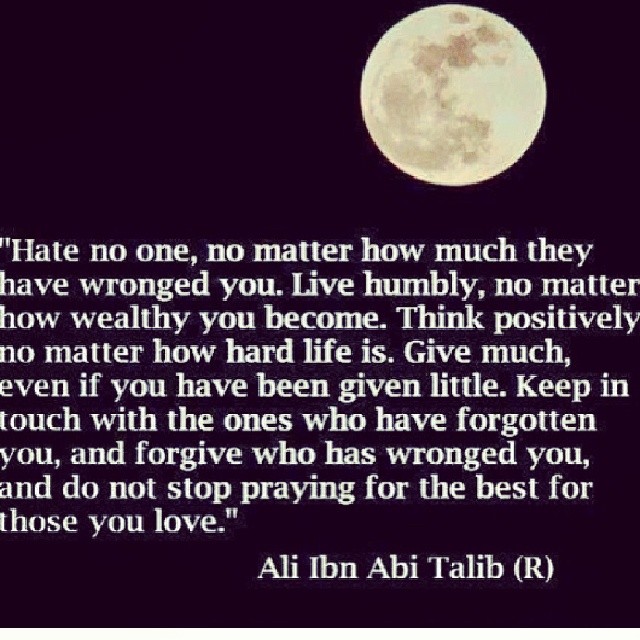 "Hate no one, no matter how much they
have wronged you. Live humbly, no matter
how wealthy you become. Think positively
no matter how hard life is. Give much,
even if you have been given little. Keep in
touch with the ones who have forgotten
you, and forgive who has wronged you,
and do not stop praying for the best for
those you love."
Ali Ibn Abi Talib (R)